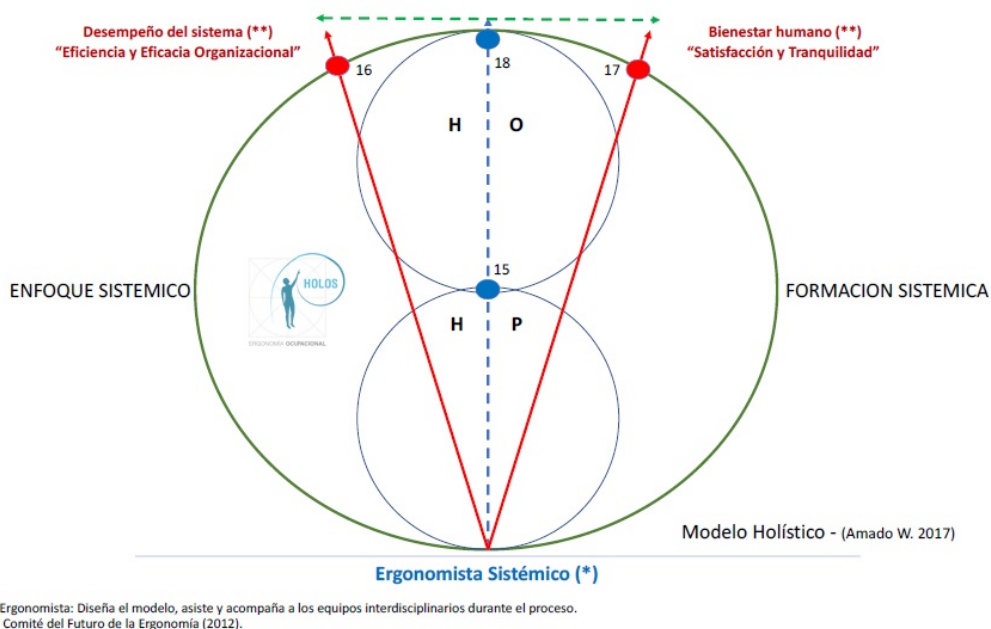 Desempeño del sistema (**)
“Eficiencia y Eficacia Organizacional”
Bienestar humano (**)
“Satisfacción y Tranquilidad”
16
18
17
H O
15
HOLOS
ERGONOMÍA OCUPACIONAL
ENFOQUE SISTEMICO
FORMACION SISTEMICA
H P
Modelo Holístico - (Amado W. 2017)
Ergonomista Sistémico (*)
Ergonomista: Diseña el modelo, asiste y acompaña a los equipos interdisciplinarios durante el proceso.
Comité del Futuro de la Ergonomía (2012).